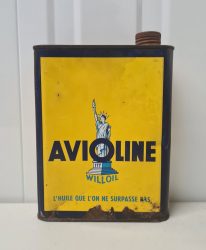 AVIOLINE
WILLOIL
L'HUILE QUE L'ON NE SURPASSE PAS